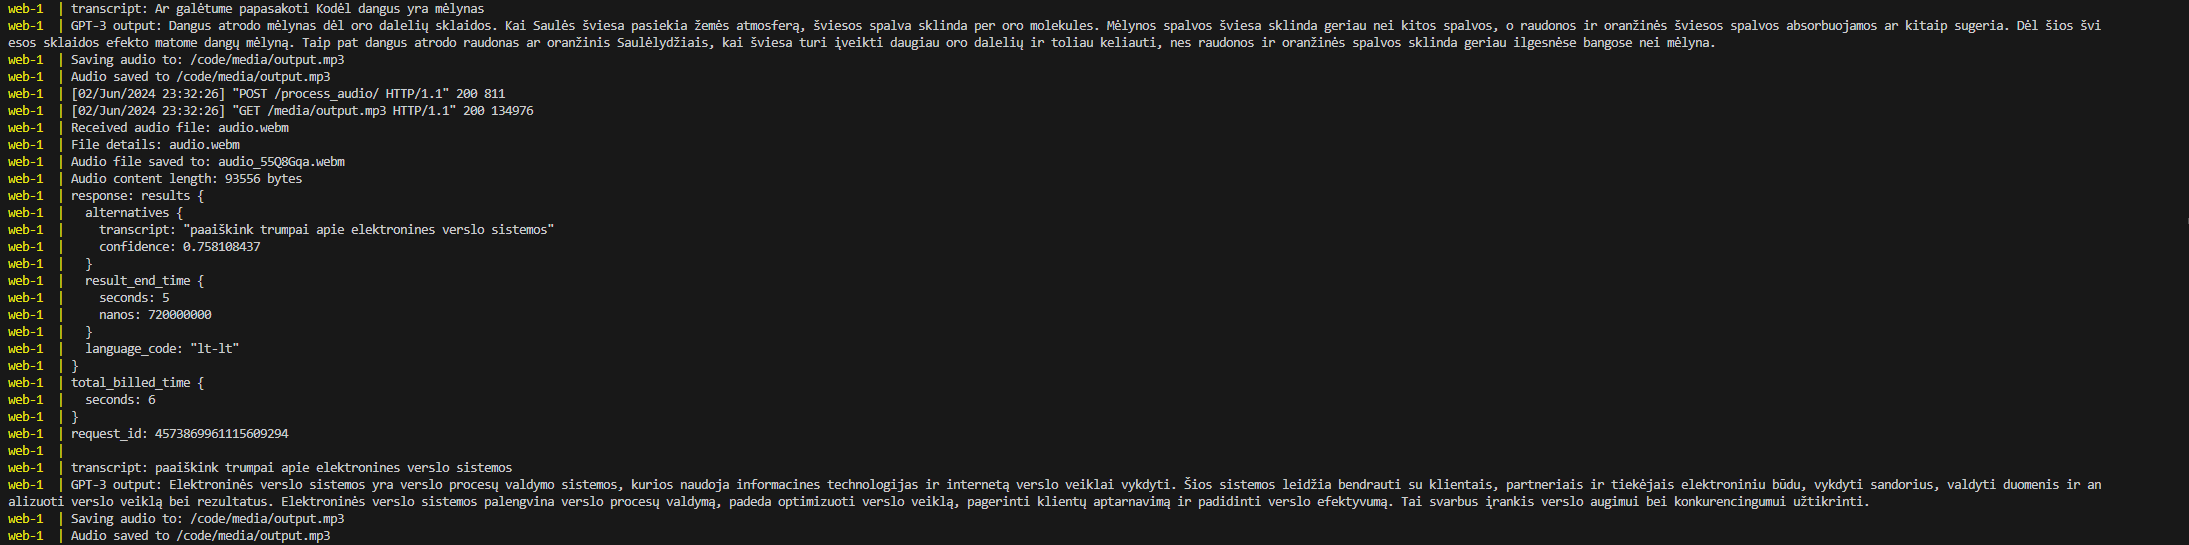 web-1  | transcript: Ar galėtume papasakoti Kodėl dangus yra mėlynas
web-1  | GPT-3 output: Dangus atrodo mėlynas dėl oro dalelių sklaidos. Kai Saulės šviesa pasiekia žemės atmosferą, šviesos spalva sklinda per oro molekules. Mėlynos spalvos šviesa sklinda geriau nei kitos spalvos, o raudonos ir oranžinės šviesos spalvos absorbuojamos ar kitaip sugeria. Dėl šios švi
esos sklaidos efekto matome dangų mėlyną. Taip pat dangus atrodo raudonas ar oranžinis Saulėlydžiais, kai šviesa turi įveikti daugiau oro dalelių ir toliau keliauti, nes raudonos ir oranžinės spalvos sklinda geriau ilgesnėse bangose nei mėlyna.
web-1  | Saving audio to: /code/media/output.mp3
web-1  | Audio saved to /code/media/output.mp3
web-1  | [02/Jun/2024 23:32:26] "POST /process_audio/ HTTP/1.1" 200 811
web-1  | [02/Jun/2024 23:32:26] "GET /media/output.mp3 HTTP/1.1" 200 134976
web-1  | Received audio file: audio.webm
web-1  | File details: audio.webm
web-1  | Audio file saved to: audio_55Q8Gqa.webm
web-1  | Audio content length: 93556 bytes
web-1  | response: results {
web-1  |   alternatives {
web-1  |     transcript: "paaiškink trumpai apie elektronines verslo sistemos"
web-1  |     confidence: 0.758108437
web-1  |   }
web-1  |   result_end_time {
web-1  |     seconds: 5
web-1  |     nanos: 720000000
web-1  |   }
web-1  |   language_code: "lt-lt"
web-1  | }
web-1  | total_billed_time {
web-1  |   seconds: 6
web-1  | }
web-1  | request_id: 4573869961115609294
web-1  |
web-1  | transcript: paaiškink trumpai apie elektronines verslo sistemos
web-1  | GPT-3 output: Elektroninės verslo sistemos yra verslo procesų valdymo sistemos, kurios naudoja informacines technologijas ir internetą verslo veiklai vykdyti. Šios sistemos leidžia bendrauti su klientais, partneriais ir tiekėjais elektroniniu būdu, vykdyti sandorius, valdyti duomenis ir an
alizuoti verslo veiklą bei rezultatus. Elektroninės verslo sistemos palengvina verslo procesų valdymą, padeda optimizuoti verslo veiklą, pagerinti klientų aptarnavimą ir padidinti verslo efektyvumą. Tai svarbus įrankis verslo augimui bei konkurencingumui užtikrinti.
web-1  | Saving audio to: /code/media/output.mp3
web-1  | Audio saved to /code/media/output.mp3